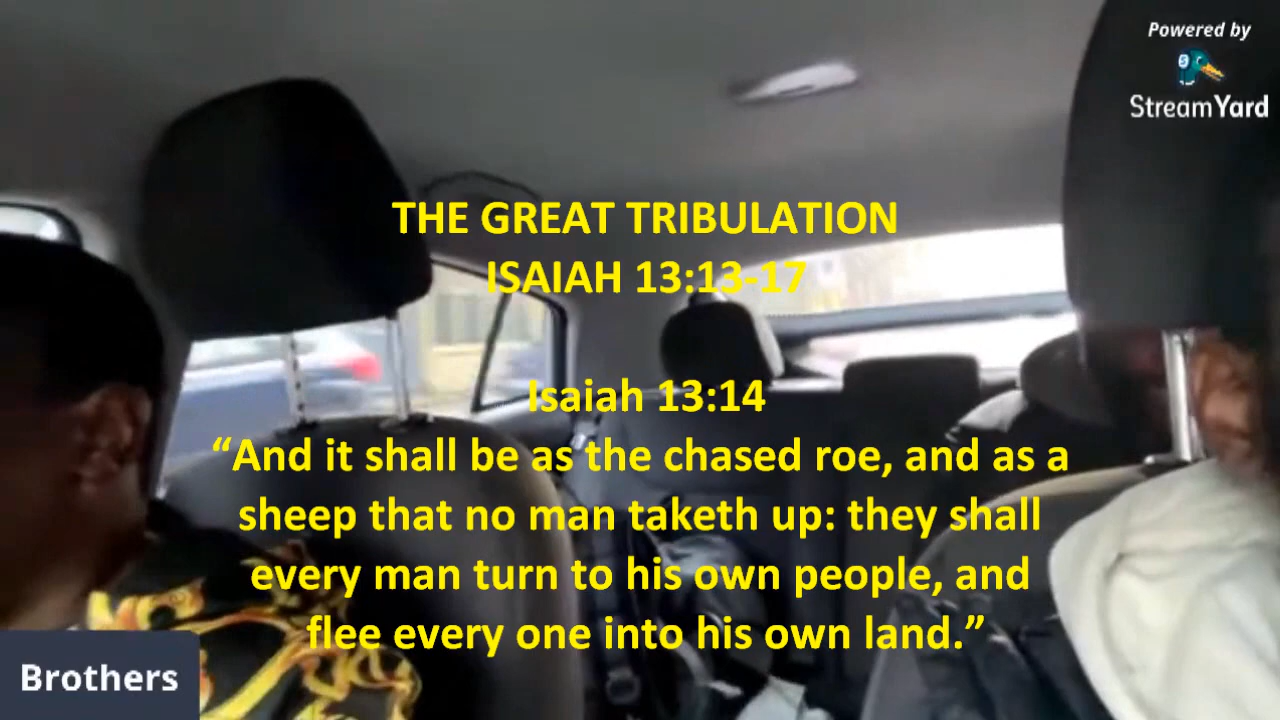 Powered by
StreamYard
THE GREAT TRIBULATION
ISAIAH 13:13-17
Isaiah 13:14
“And it shall be as the chased roe, and as a
sheep that no man taketh up: they shall
every man turn to his own people, and
flee every one into his own land.”
Brothers